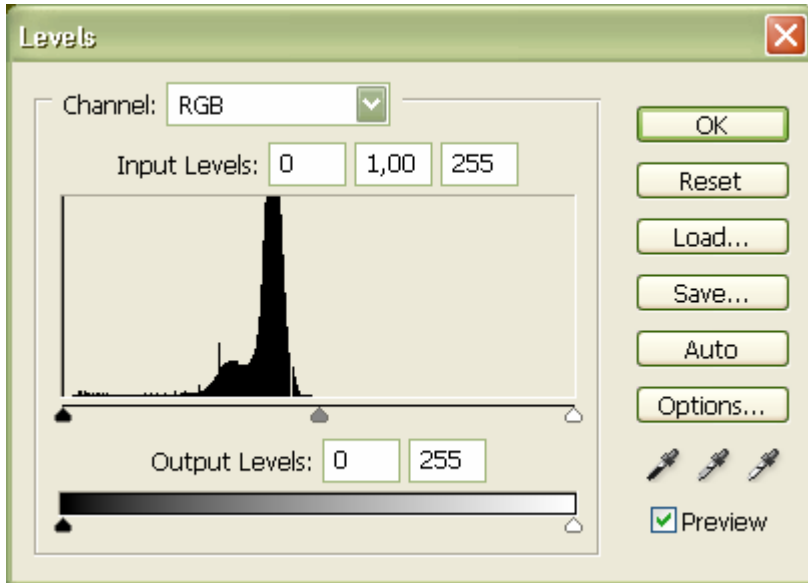 Levels
Channel: RGB
Input Levels: 0 1,00 255
Output Levels: 0 255
OK
Reset
Load...
Save...
Auto
Options...
Preview